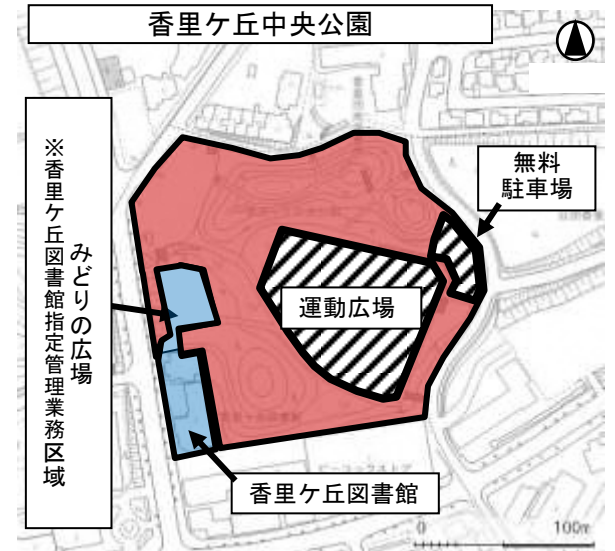 香里ケ丘中央公園
無料
駐車場
みどりの広場
※香里ケ丘図書館指定管理業務区域
運動広場
香里ケ丘図書館
0
100m